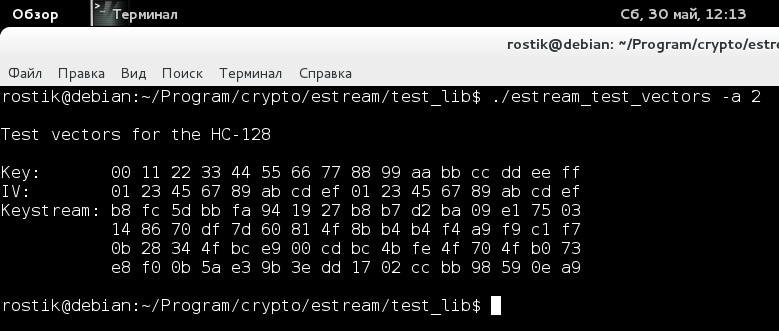 Обзор Терминал Сб, 30 май, 12:13
rostik@debian: ~/Program/crypto/estre
Файл Правка Вид Поиск Терминал Справка
rostik@debian:~/Program/crypto/estream/test_lib$ ./estream_test_vectors -a 2
Test vectors for the HC-128
Key: 00 11 22 33 44 55 66 77 88 99 aa bb cc dd ee ff
IV: 01 23 45 67 89 ab cd ef 01 23 45 67 89 ab cd ef
Keystream: b8 fc 5d bb fa 94 19 27 b8 b7 d2 ba 09 e1 75 03
14 86 70 df 7d 60 81 4f 8b b4 b4 f4 a9 f9 c1 f7
0b 28 34 4f bc e9 00 cd bc 4b fe 4f 70 4f b0 73
e8 f0 0b 5a e3 9b 3e dd 17 02 cc bb 98 59 0e a9
rostik@debian:~/Program/crypto/estream/test_lib$